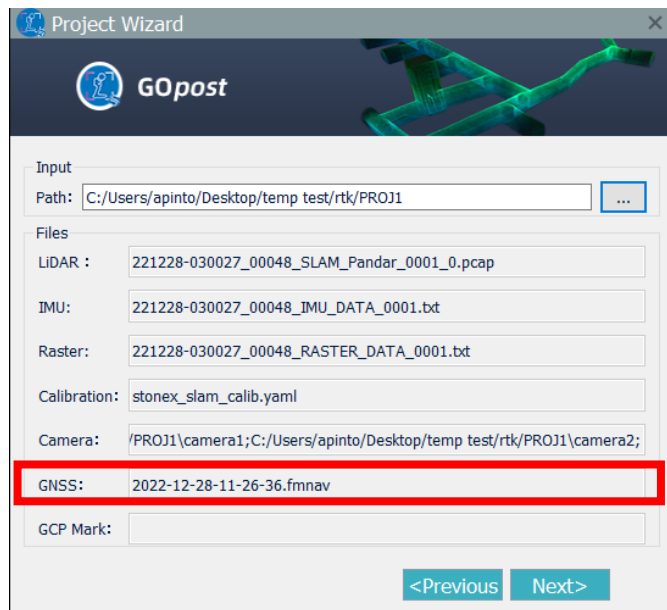 Project Wizard
GOpost
Input
Path: C:/Users/apinto/Desktop/temp test/rtk/PROJ1 ...
Files
LiDAR : 221228-030027_00048_SLAM_Pandar_0001_0.pcap
IMU: 221228-030027_00048_IMU_DATA_0001.txt
Raster: 221228-030027_00048_RASTER_DATA_0001.txt
Calibration: stonex_slam_calib.yaml
Camera: /PROJ1\camera1;C:/Users/apinto/Desktop/temp test/rtk/PROJ1\camera2;
GNSS: 2022-12-28-11-26-36.fmnav
GCP Mark:
<Previous Next>